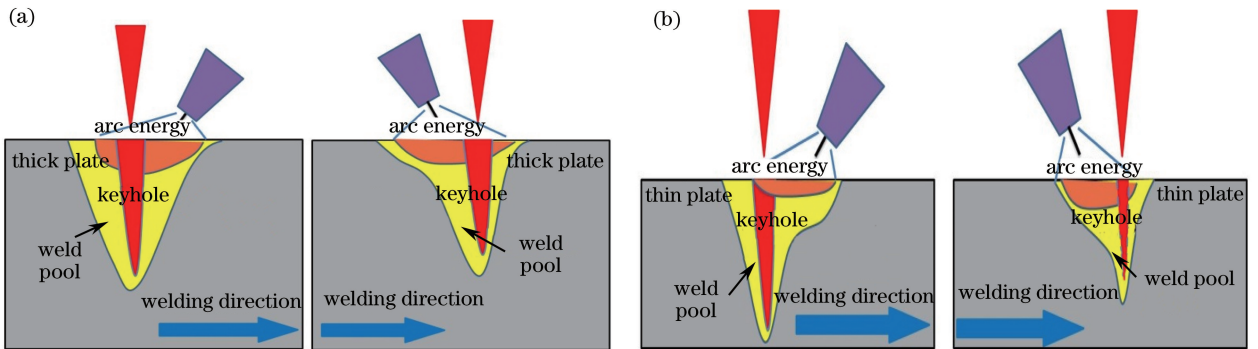 (a)
arc energy
thick plate
keyhole
weld
pool
welding direction
arc energy
thick plate
keyhole
weld
pool
welding direction
(b)
arc energy
thin plate
keyhole
weld
pool
welding direction
arc energy
thin plate
keyhole
weld pool
welding direction